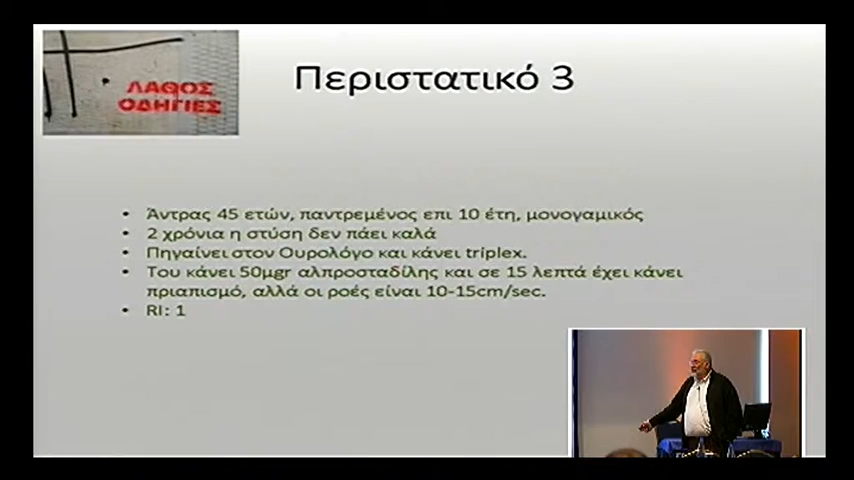 ΛΑΘΟΣ
ΟΔΗΓΙΕΣ
Περιστατικό 3
• Άντρας 45 ετών, παντρεμένος επι 10 έτη, μονογαμικός
• 2 χρόνια η στύση δεν πάει καλά
• Πηγαίνει στον Ουρολόγο και κάνει triplex.
• Του κάνει 50μgr αλπροσταδίλης και σε 15 λεπτά έχει κάνει
πριαπισμό, αλλά οι ροές είναι 10-15cm/sec.
• RI: 1